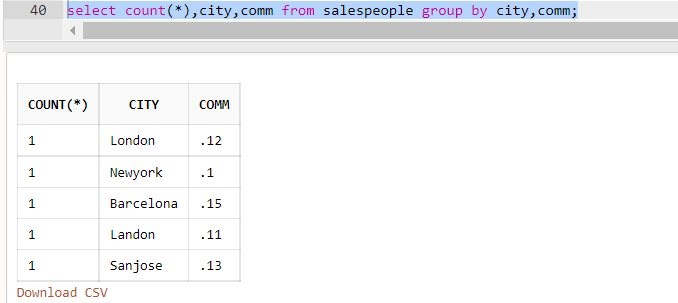 40 select count(*),city,comm from salespeople group by city,comm;
COUNT(*) CITY COMM
1 London .12
1 Newyork .1
1 Barcelona .15
1 Landon .11
1 Sanjose .13
Download CSV